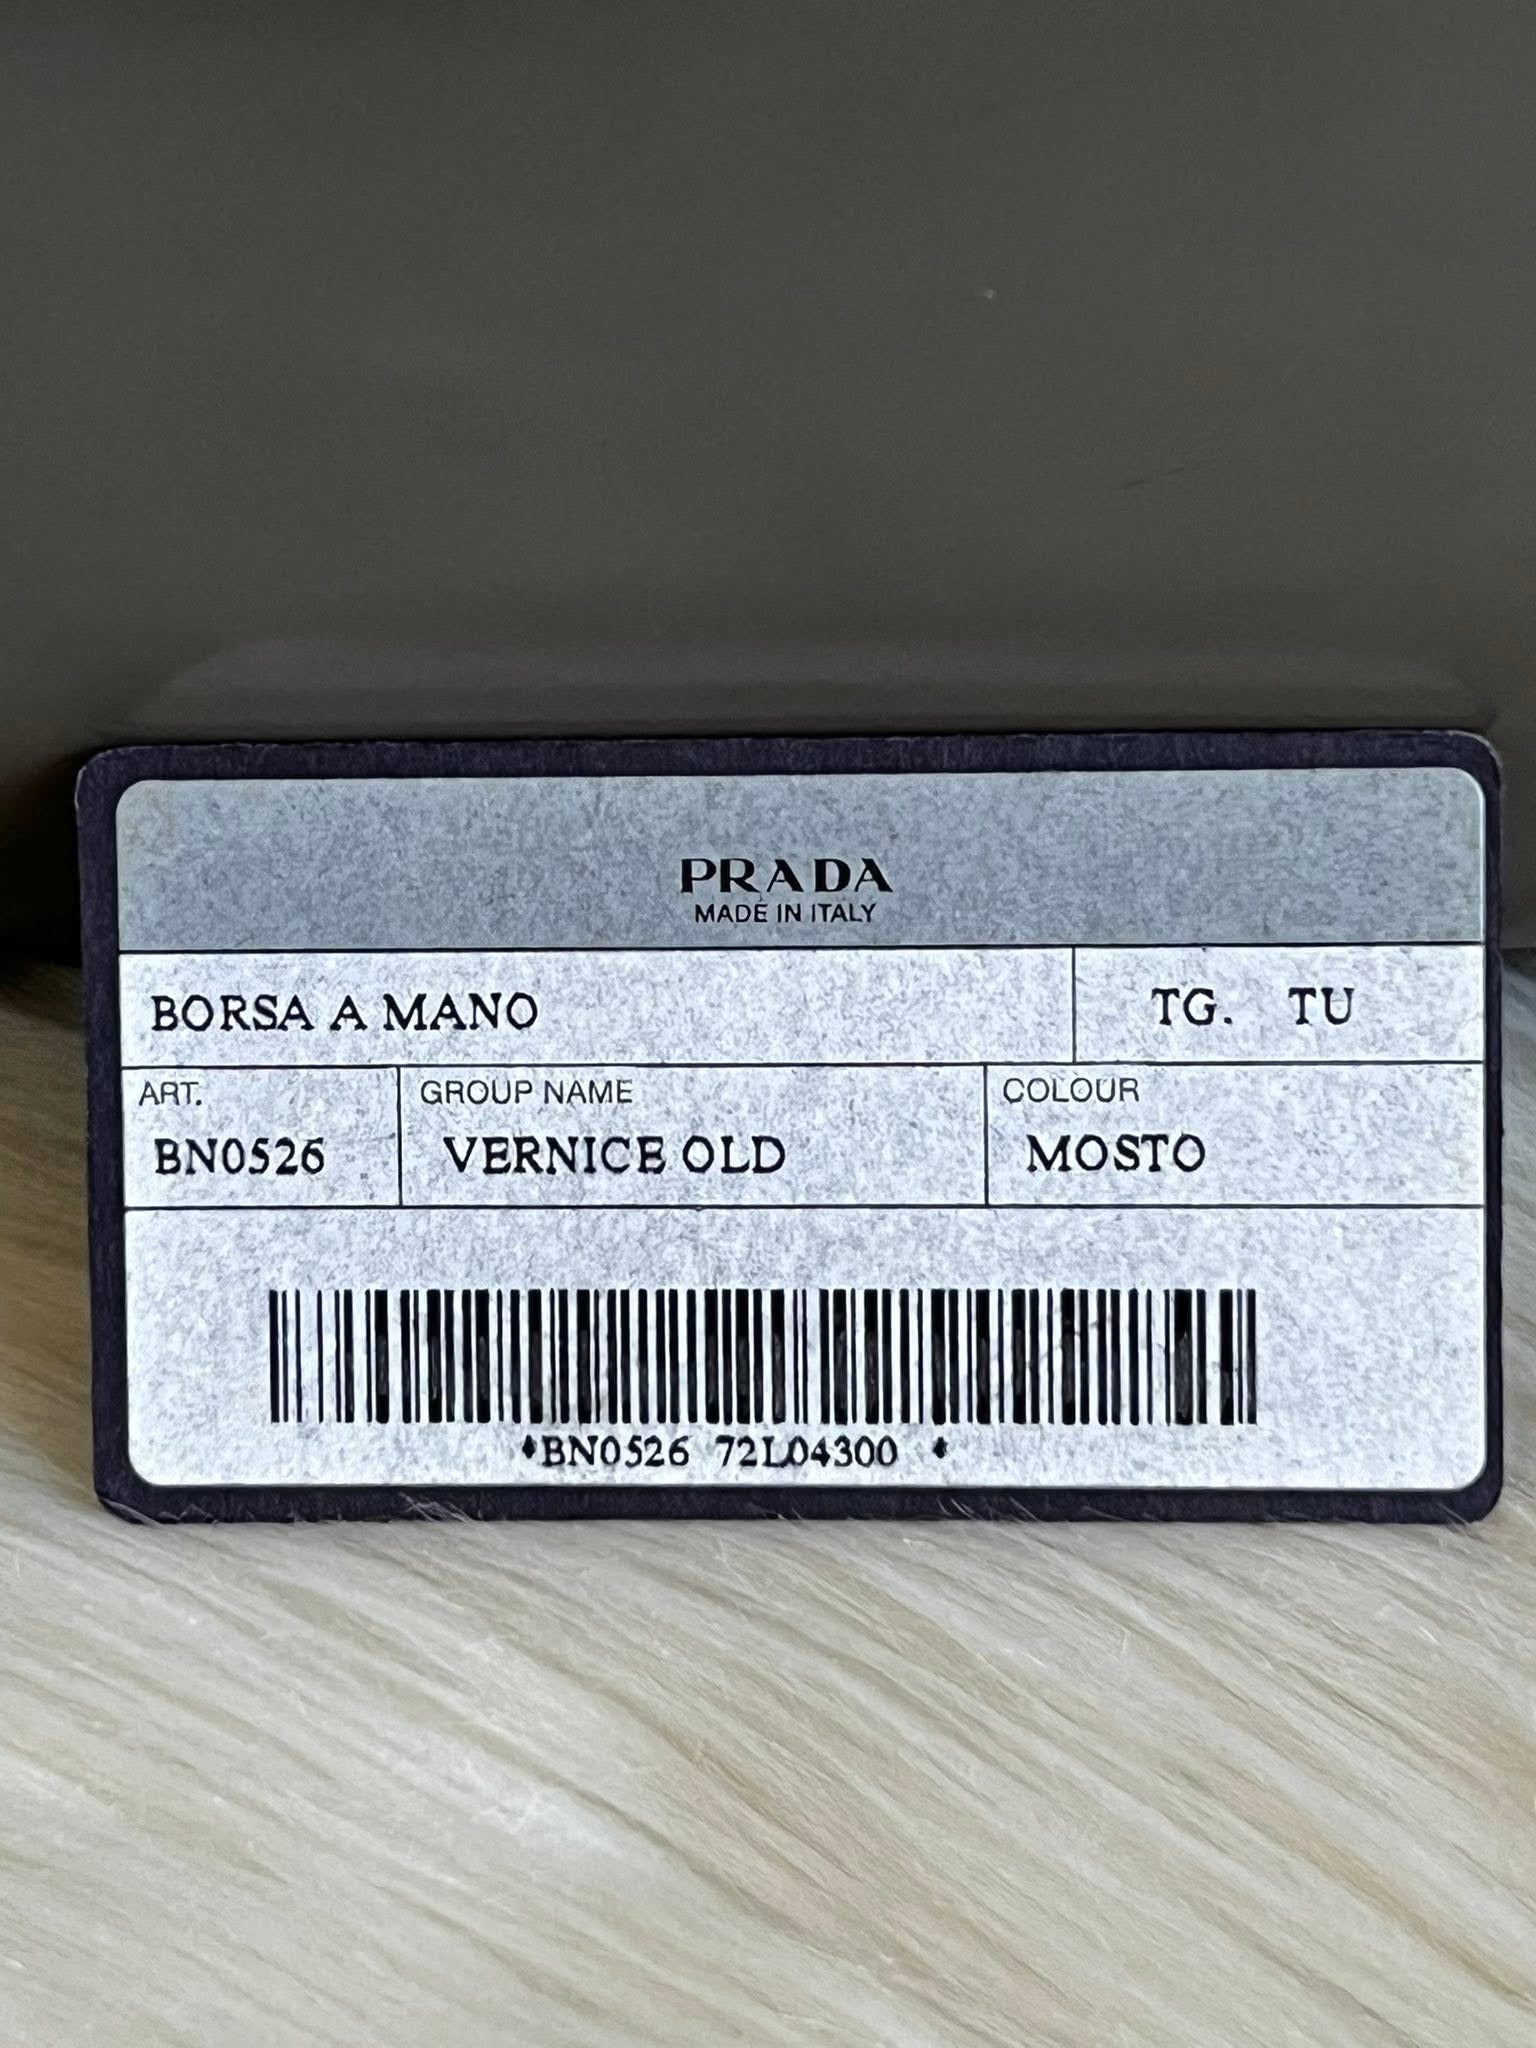 PRADA
MADE IN ITALY
BORSA A MANO
TG. TU
ART.
BN0526
GROUP NAME
VERNICE OLD
COLOUR
MOSTO
*BN0526 72L04300 *